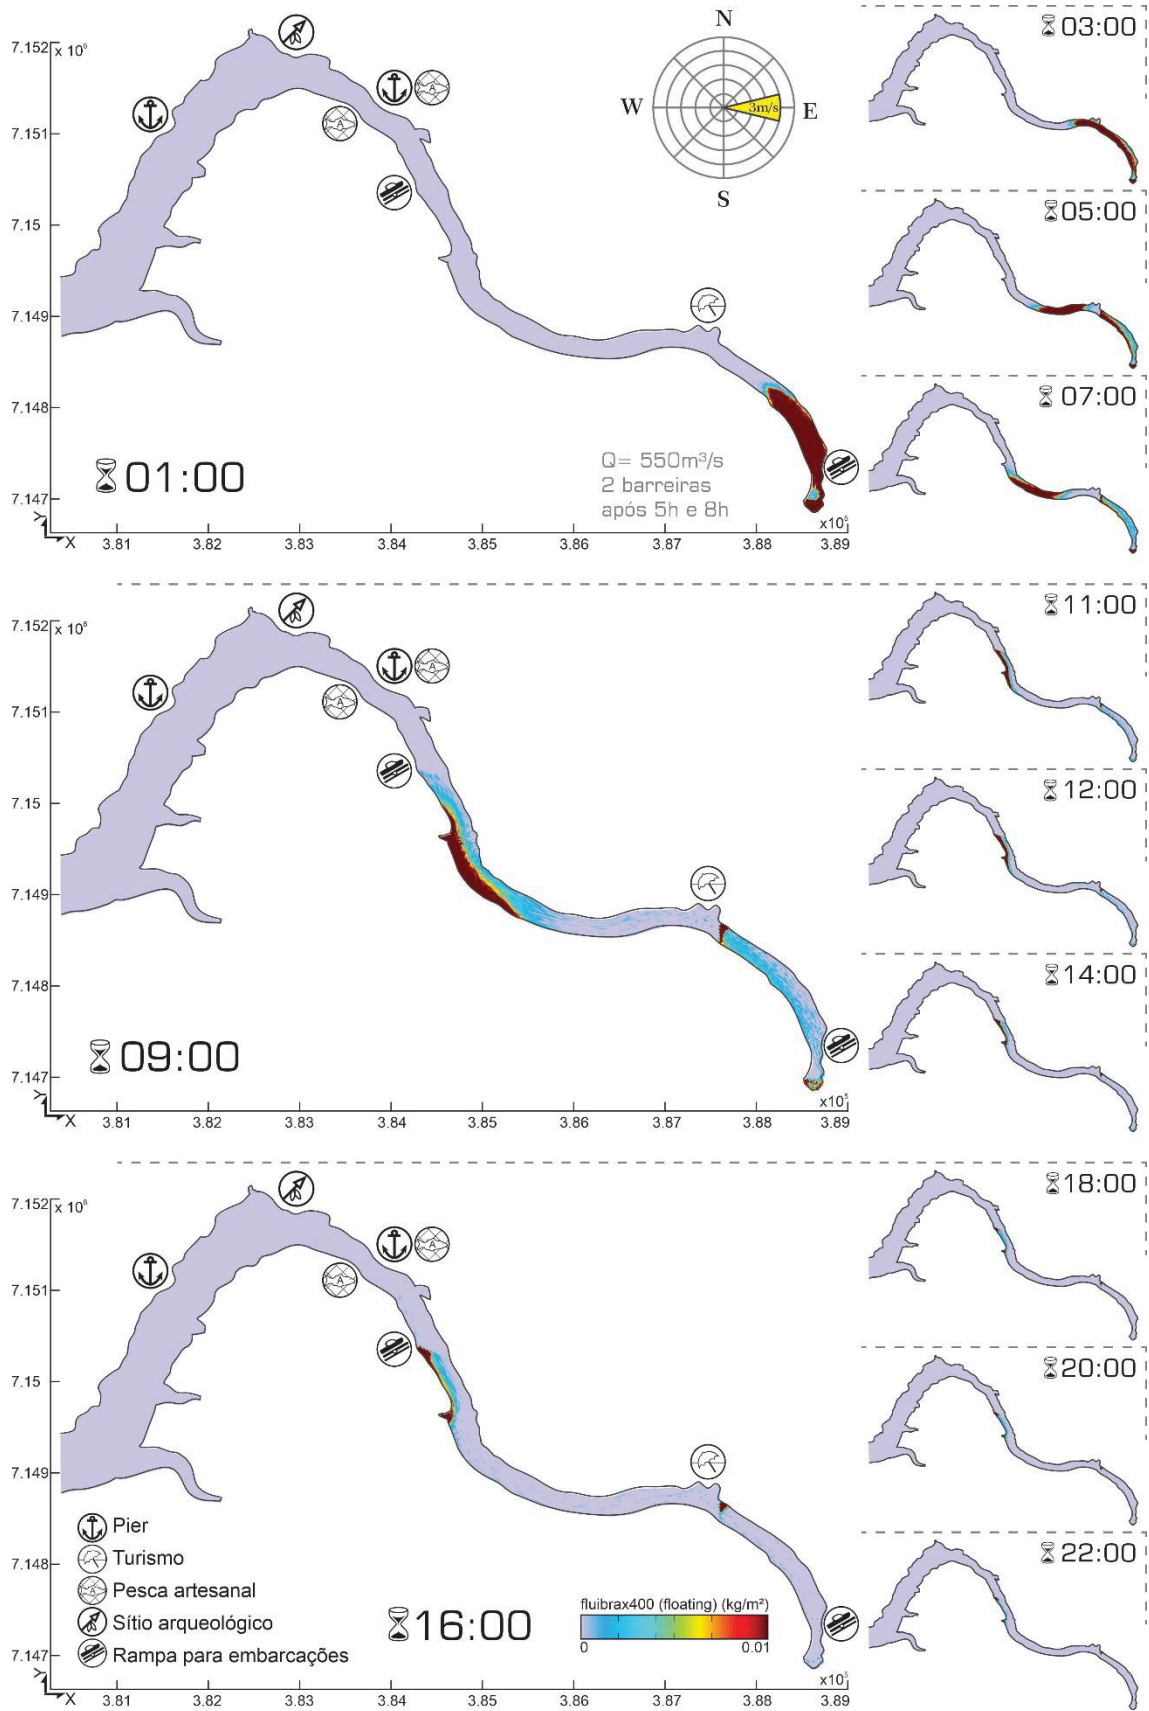 7.152
x 10⁶
7.151
7.15
7.149
7.148
7.147
Y
X
3.81
3.82
3.83
3.84
3.85
3.86
3.87
3.88
3.89
x10⁵
N
W
3m/s
E
S
A
A
01:00
Q= 550m³/s
2 barreiras
após 5h e 8h
03:00
05:00
07:00
7.152
x 10⁶
7.151
7.15
7.149
7.148
7.147
Y
X
3.81
3.82
3.83
3.84
3.85
3.86
3.87
3.88
3.89
x10⁵
A
A
09:00
11:00
12:00
14:00
7.152
x 10⁶
7.151
7.15
7.149
7.148
7.147
Y
X
3.81
3.82
3.83
3.84
3.85
3.86
3.87
3.88
3.89
x10⁵
A
A
Pier
Turismo
A
Pesca artesanal
Sítio arqueológico
Rampa para embarcações
16:00
fluibrax400 (floating) (kg/m²)
0
0.01
18:00
20:00
22:00